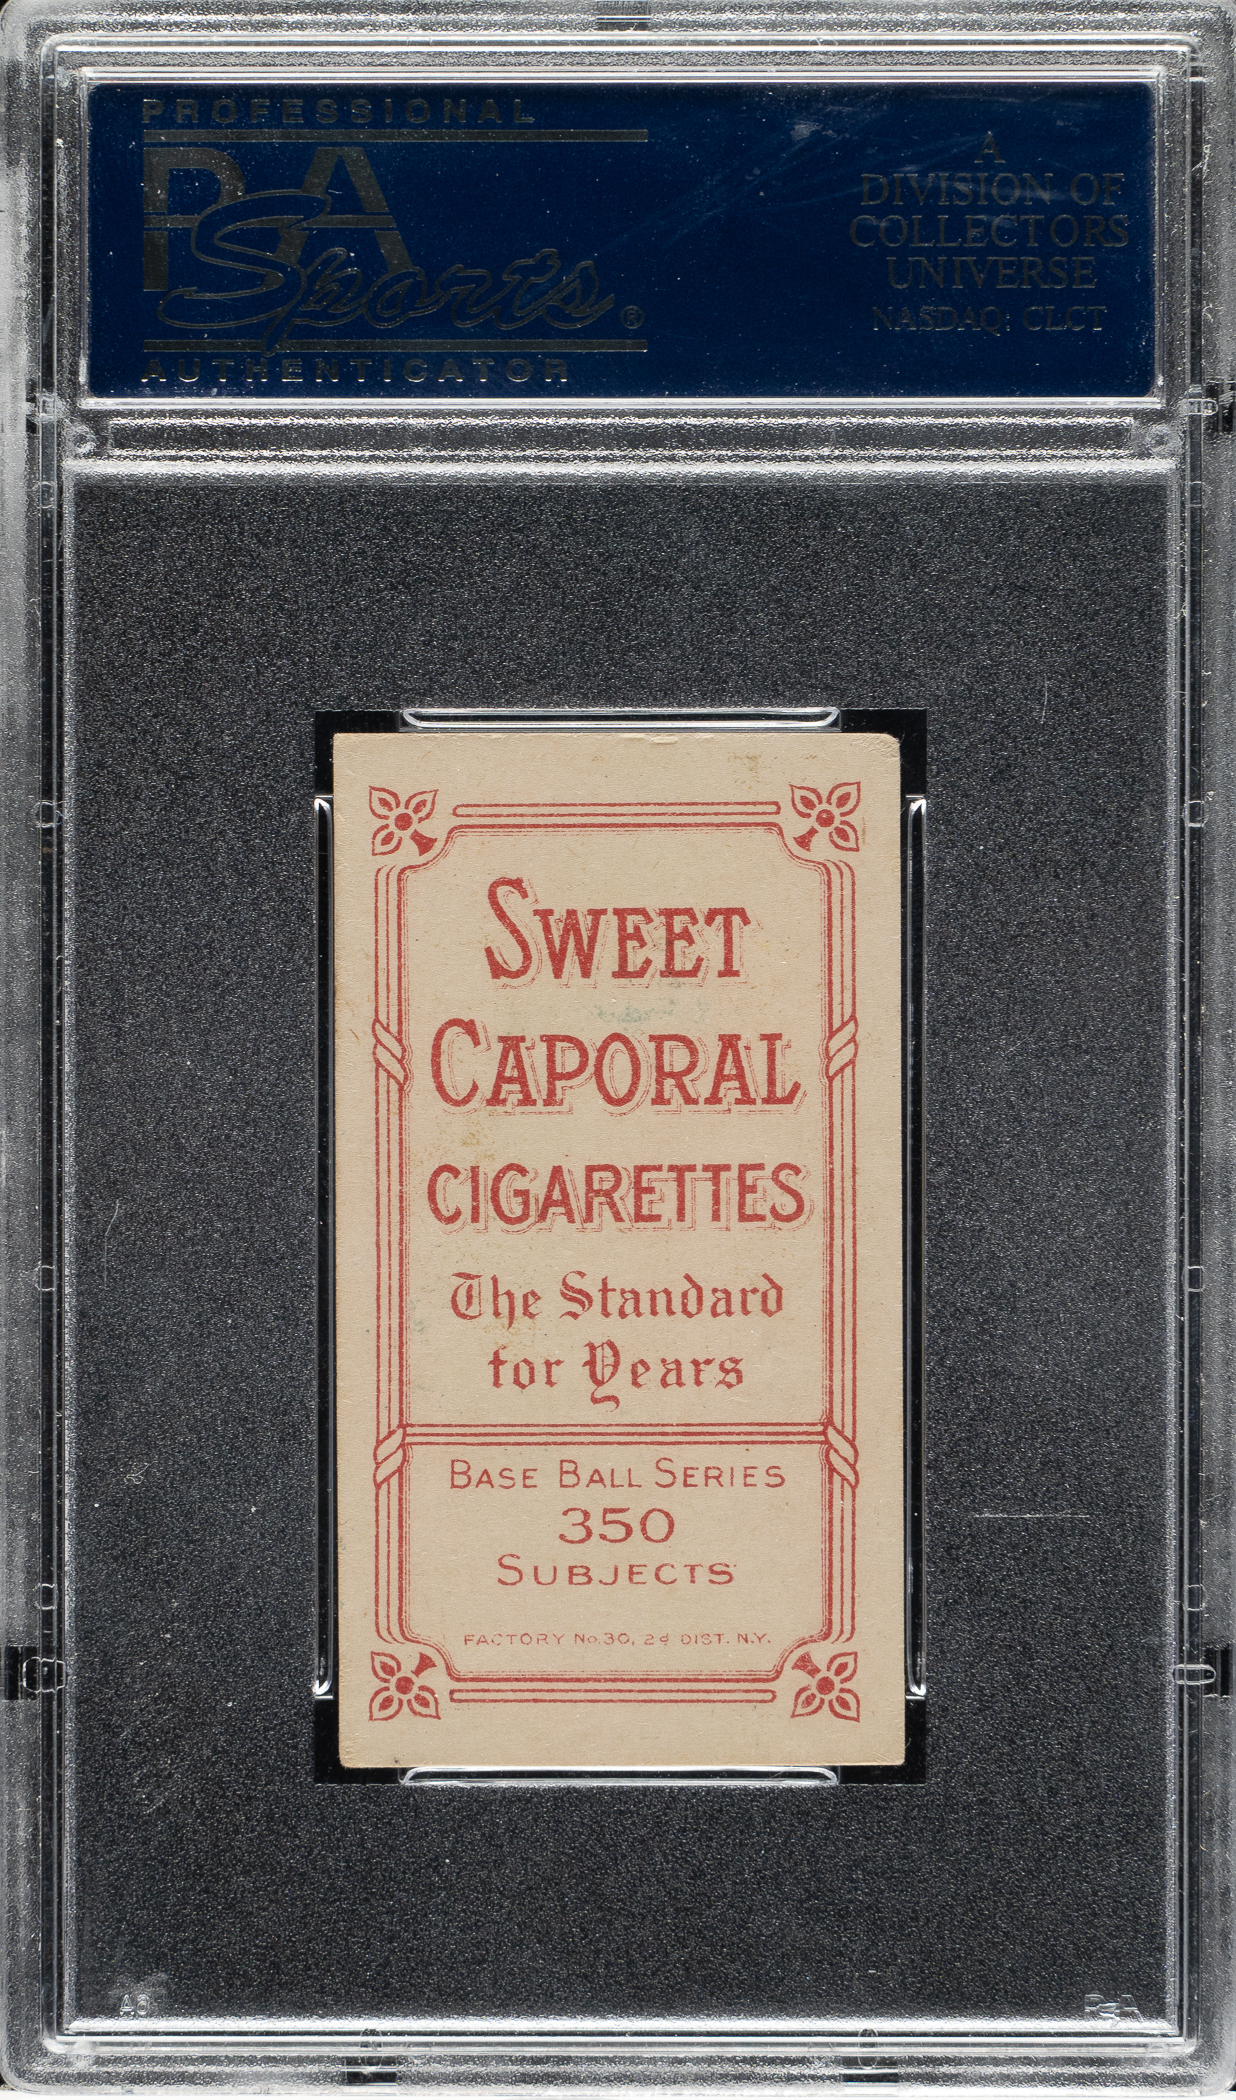 PROFESSIONAL
PSA
Sports®
AUTHENTICATOR
A
DIVISION OF
COLLECTORS
UNIVERSE
NASDAQ: CLCT
SWEET
CAPORAL
CIGARETTES
The Standard
for Years
BASE BALL SERIES
350
SUBJECTS
FACTORY No. 30, 2d DIST. N.Y.
PSA